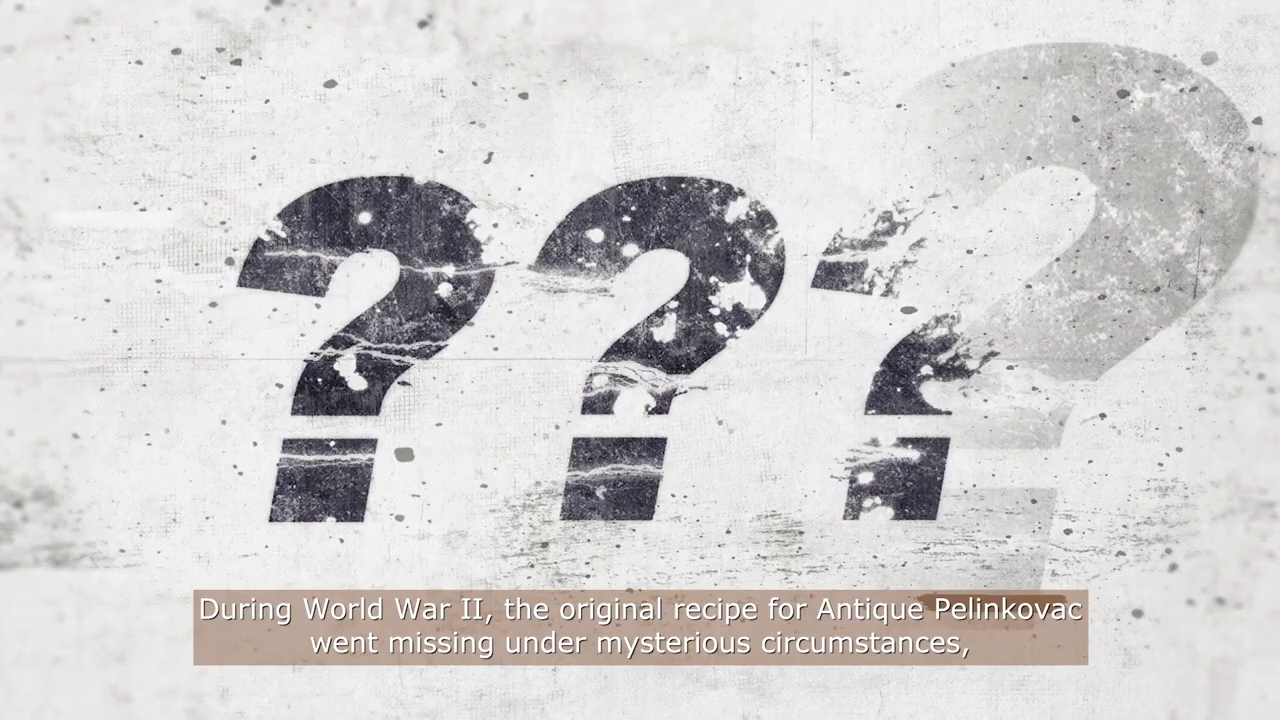 ???
?
During World War II, the original recipe for Antique Pelinkovac
went missing under mysterious circumstances,